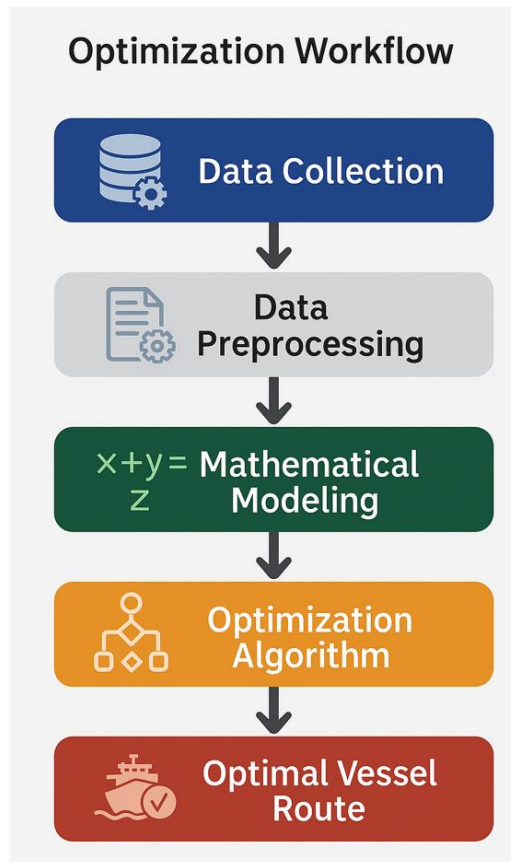 Optimization Workflow
Data Collection
Data
Preprocessing
x+y=
z
Mathematical
Modeling
Optimization
Algorithm
Optimal Vessel
Route